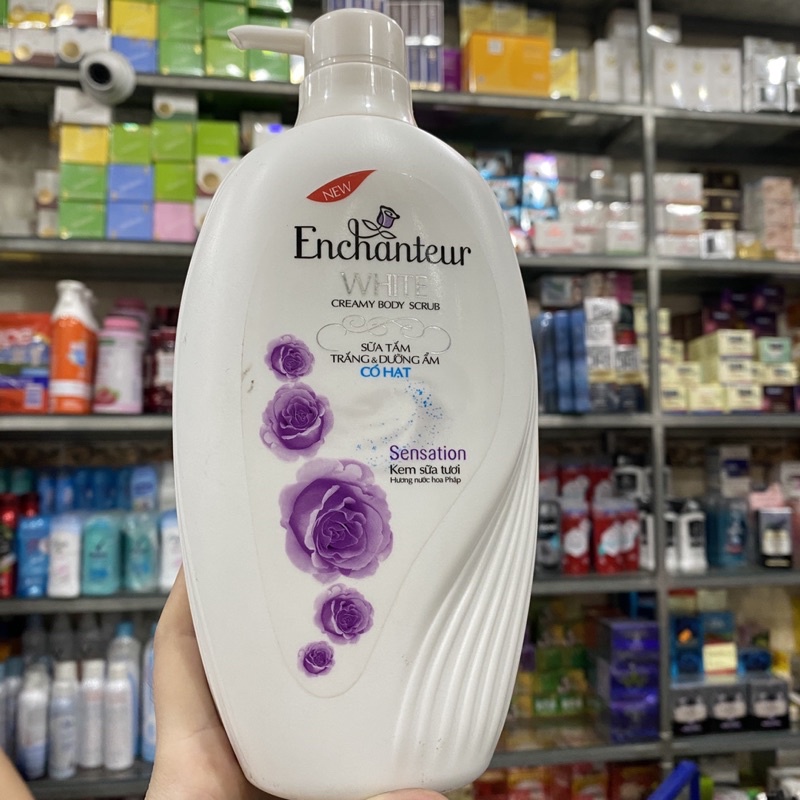 NEW
Enchanteur
WHITE
CREAMY BODY SCRUB
SỮA TẮM
TRẮNG & DƯỠNG ẨM
CÓ HẠT
Sensation
Kem sữa tươi
Hương nước hoa Pháp